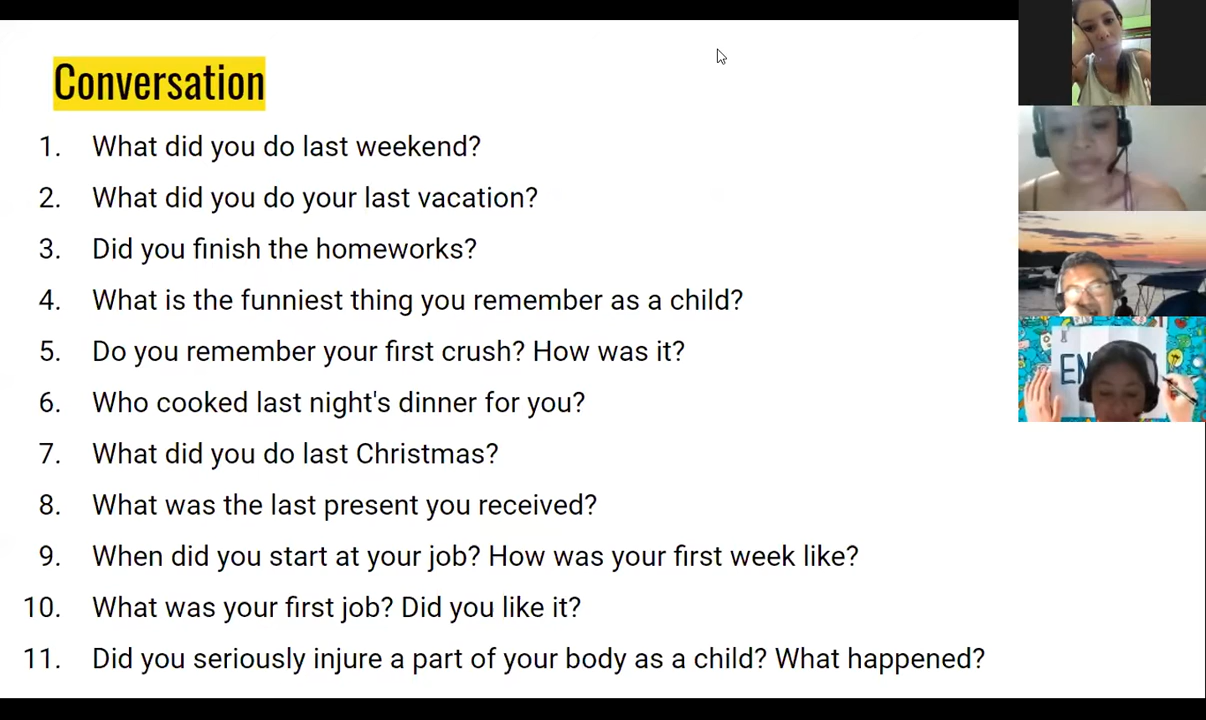 Conversation
1. What did you do last weekend?
2. What did you do your last vacation?
3. Did you finish the homeworks?
4. What is the funniest thing you remember as a child?
5. Do you remember your first crush? How was it?
6. Who cooked last night's dinner for you?
7. What did you do last Christmas?
8. What was the last present you received?
9. When did you start at your job? How was your first week like?
10. What was your first job? Did you like it?
11. Did you seriously injure a part of your body as a child? What happened?